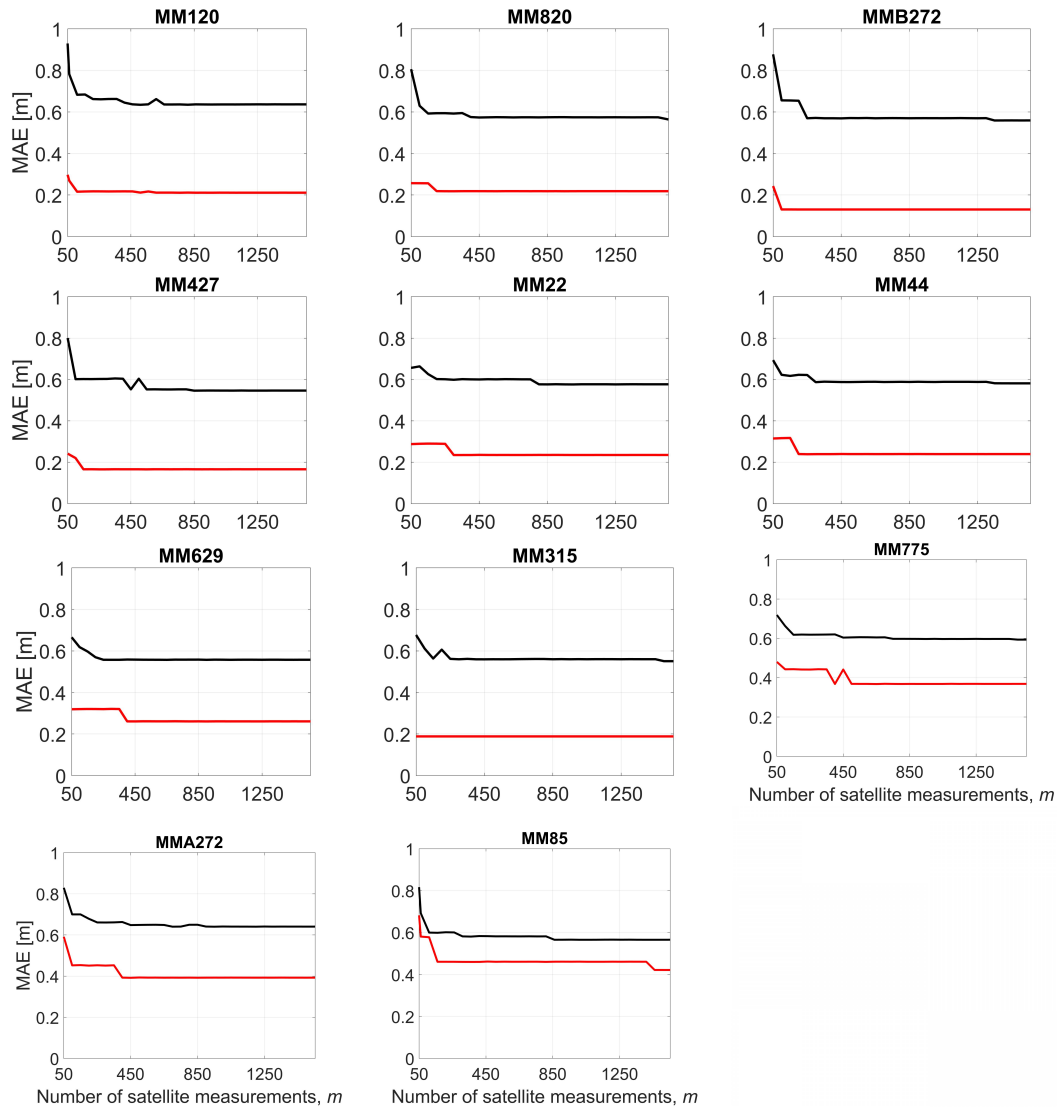 MM120 MM820 MMB272
MAE [m]
1 1 1
0.8 0.8 0.8
0.6 0.6 0.6
0.4 0.4 0.4
0.2 0.2 0.2
0 0 0
50 450 850 1250 50 450 850 1250 50 450 850 1250
MM427 MM22 MM44
MAE [m]
1 1 1
0.8 0.8 0.8
0.6 0.6 0.6
0.4 0.4 0.4
0.2 0.2 0.2
0 0 0
50 450 850 1250 50 450 850 1250 50 450 850 1250
MM629 MM315 MM775
MAE [m]
1 1 1
0.8 0.8 0.8
0.6 0.6 0.6
0.4 0.4 0.4
0.2 0.2 0.2
0 0 0
50 450 850 1250 50 450 850 1250 50 450 850 1250
Number of satellite measurements, m
MMA272 MM85
MAE [m]
1 1
0.8 0.8
0.6 0.6
0.4 0.4
0.2 0.2
0 0
50 450 850 1250 50 450 850 1250
Number of satellite measurements, m Number of satellite measurements, m